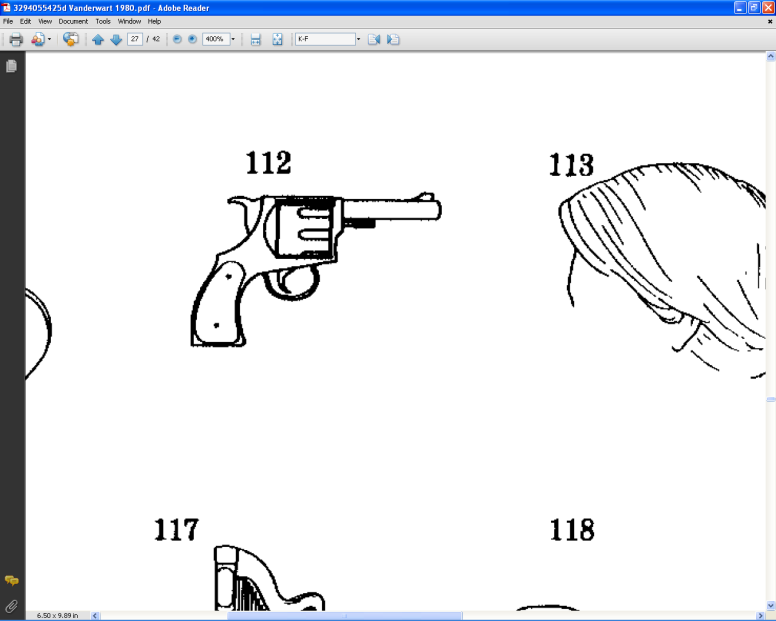 3294055425d Vanderwart 1980.pdf - Adobe Reader
File Edit View Document Tools Window Help
27 / 42 400% K-F
112
113
117
118
6.50 x 9.89 in